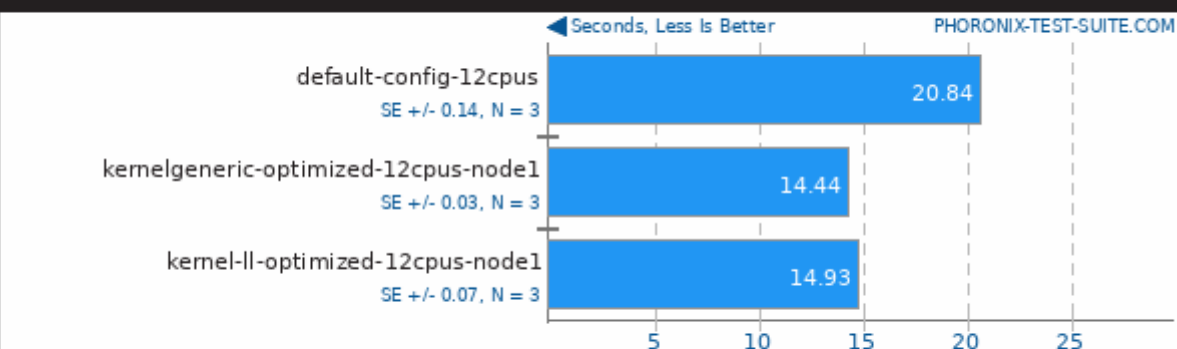 ◀ Seconds, Less Is Better PHORONIX-TEST-SUITE.COM
default-config-12cpus
SE +/- 0.14, N = 3
20.84
kernelgeneric-optimized-12cpus-node1
SE +/- 0.03, N = 3
14.44
kernel-ll-optimized-12cpus-node1
SE +/- 0.07, N = 3
14.93
5 10 15 20 25